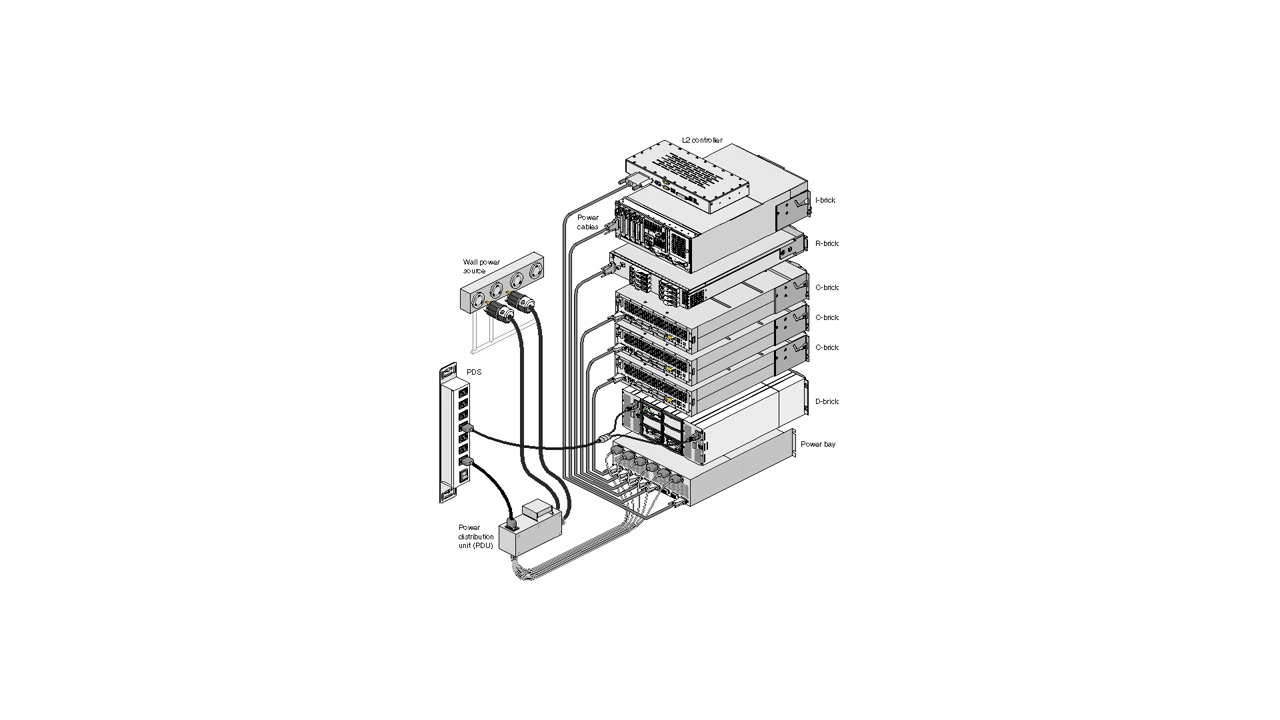 L2 controller
I-brick
Power
cables
R-brick
Wall power
source
C-brick
C-brick
C-brick
PDS
D-brick
Power bay
Power
distribution
unit (PDU)